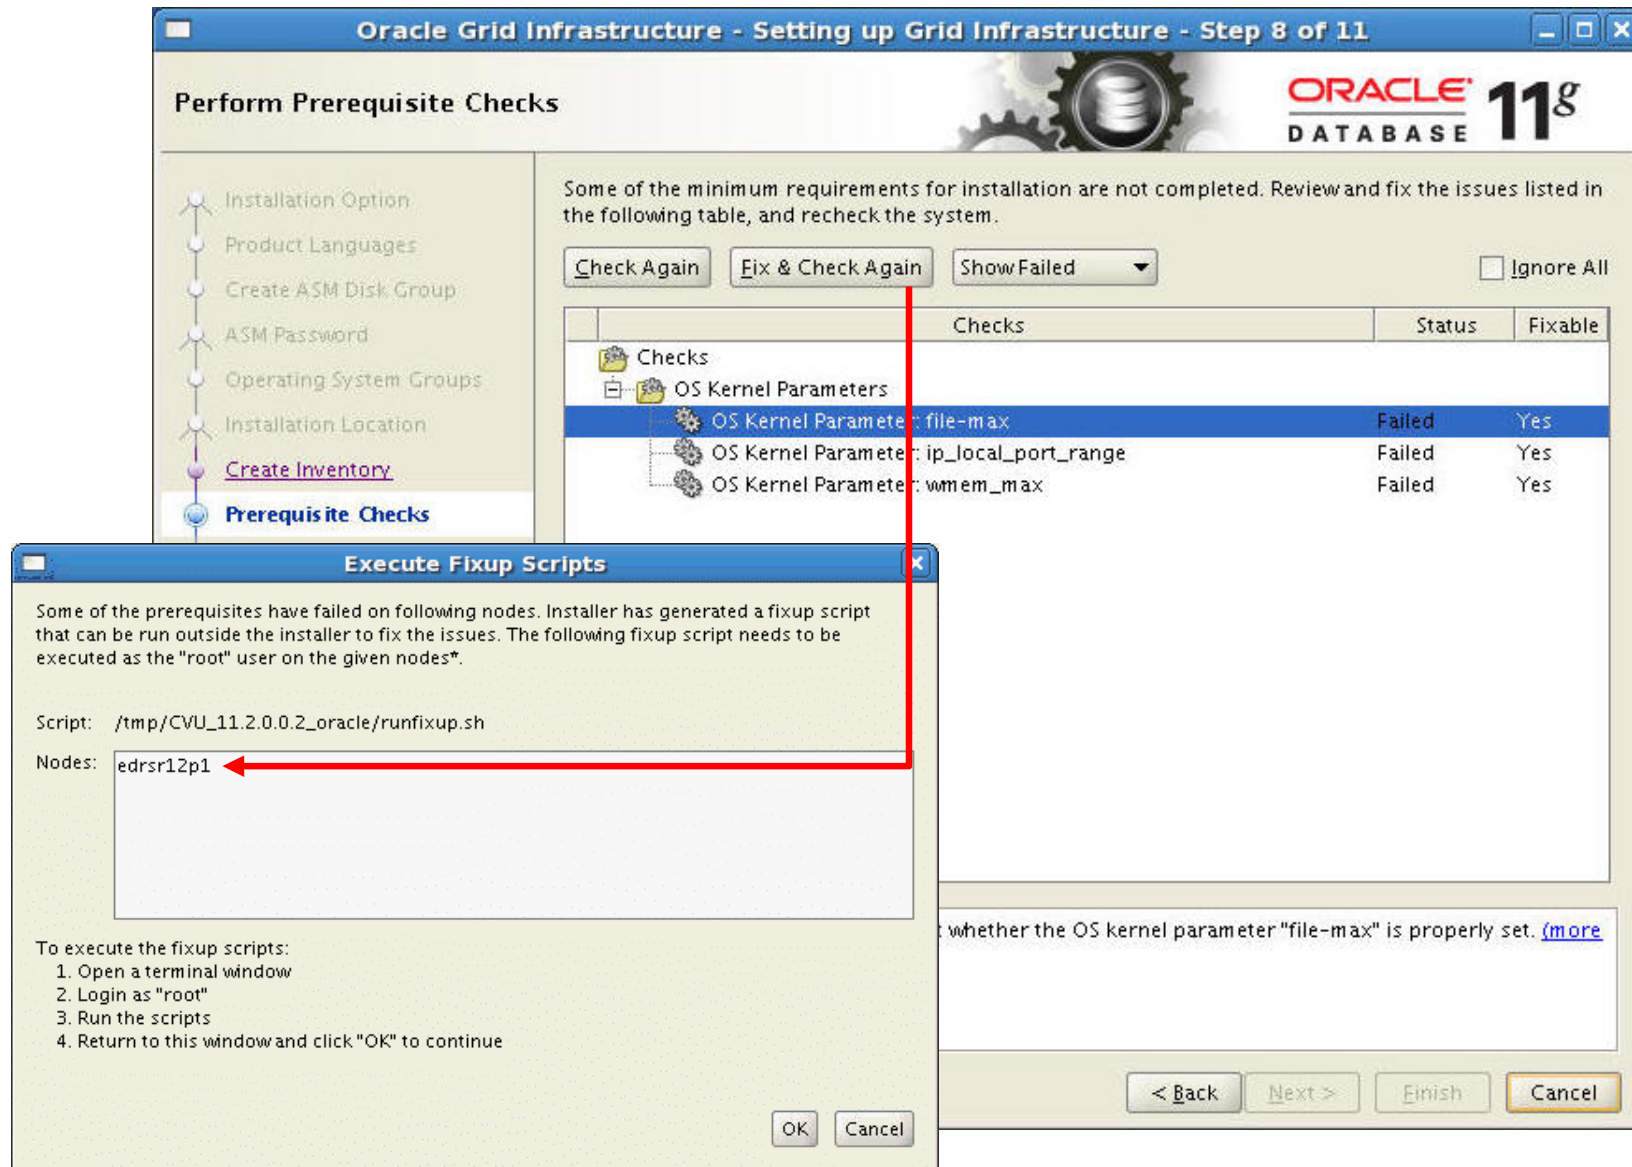 Oracle Grid Infrastructure - Setting up Grid Infrastructure - Step 8 of 11
Perform Prerequisite Checks
ORACLE
DATABASE
11g
Installation Option
Product Languages
Create ASM Disk Group
ASM Password
Operating System Groups
Installation Location
Create Inventory
Prerequisite Checks
Some of the minimum requirements for installation are not completed. Review and fix the issues listed in
the following table, and recheck the system.
Check Again
Fix & Check Again
Show Failed
Ignore All
Checks Status Fixable
Checks
OS Kernel Parameters
OS Kernel Parameter: file-max Failed Yes
OS Kernel Parameter: ip_local_port_range Failed Yes
OS Kernel Parameter: wmem_max Failed Yes
whether the OS kernel parameter "file-max" is properly set. (more
< Back
Next >
Finish
Cancel
Execute Fixup Scripts
Some of the prerequisites have failed on following nodes. Installer has generated a fixup script
that can be run outside the installer to fix the issues. The following fixup script needs to be
executed as the "root" user on the given nodes*.
Script: /tmp/CVU_11.2.0.0.2_oracle/runfixup.sh
Nodes: edrsr12p1
To execute the fixup scripts:
1. Open a terminal window
2. Login as "root"
3. Run the scripts
4. Return to this window and click "OK" to continue
OK
Cancel